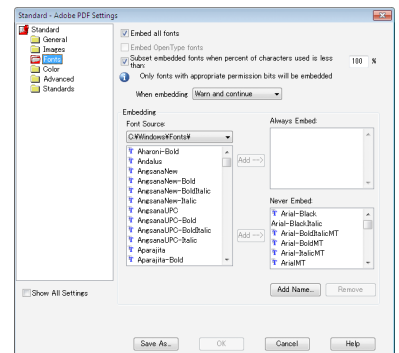 Standard - Adobe PDF Settings
Standard
General
Images
Fonts
Color
Advanced
Standards
Show All Settings
Embed all fonts
Embed OpenType fonts
Subset embedded fonts when percent of characters used is less than: 100 %
Only fonts with appropriate permission bits will be embedded
When embedding: Warn and continue
Embedding
Font Source:
C:¥Windows¥Fonts¥
Aharoni-Bold
Andalus
AngsanaNew
AngsanaNew-Bold
AngsanaNew-BoldItalic
AngsanaNew-Italic
AngsanaUPC
AngsanaUPC-Bold
AngsanaUPC-BoldItalic
AngsanaUPC-Italic
Aparajita
Aparajita-Bold
Add -->
Add -->
Always Embed:
Never Embed:
Arial-Black
Arial-BlackItalic
Arial-BoldItalicMT
Arial-BoldMT
Arial-ItalicMT
ArialMT
Add Name...
Remove
Save As...
OK
Cancel
Help